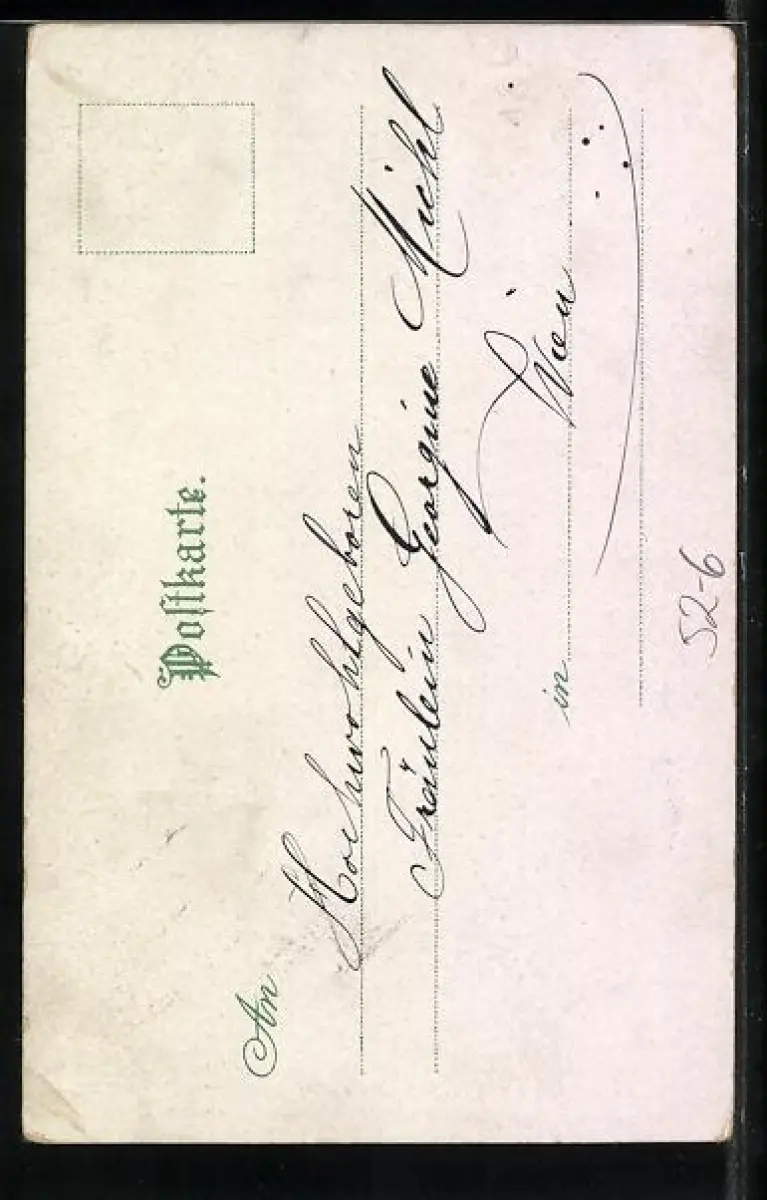 Postkarte.
An
Hochwohlgeboren
Fräulein Georgine Michl
in Wien
52-6